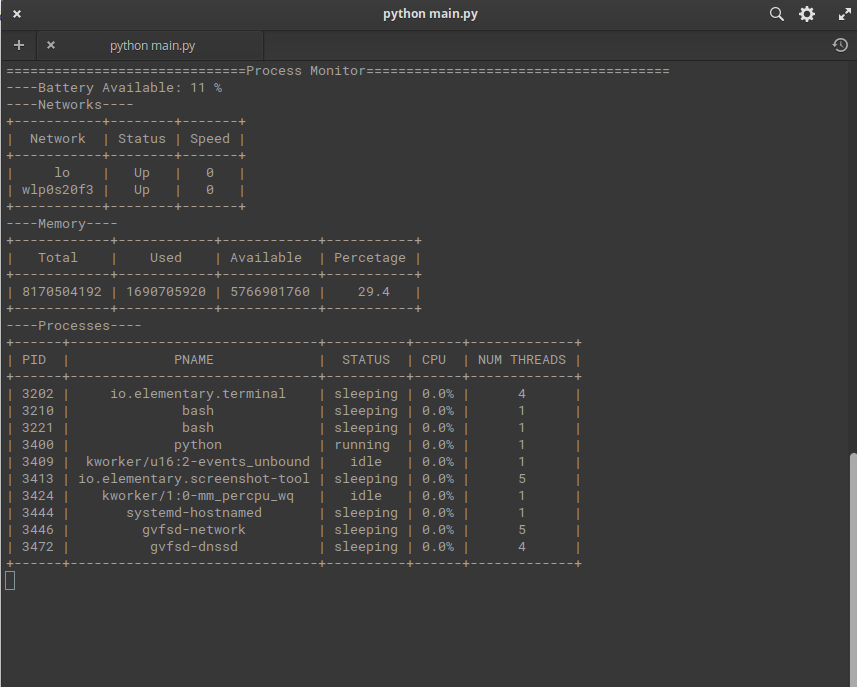 python main.py
python main.py
==============================Process Monitor======================================
----Battery Available: 11 %
----Networks----
+-----------+--------+-------+
|  Network  | Status | Speed |
+-----------+--------+-------+
|     lo    |   Up   |   0   |
| wlp0s20f3 |   Up   |   0   |
+-----------+--------+-------+
----Memory----
+------------+------------+------------+-----------+
|   Total    |    Used    | Available  | Percetage |
+------------+------------+------------+-----------+
| 8170504192 | 1690705920 | 5766901760 |    29.4   |
+------------+------------+------------+-----------+
----Processes----
+------+-------------------------------+----------+------+-------------+
| PID  |             PNAME             |  STATUS  | CPU  | NUM THREADS |
+------+-------------------------------+----------+------+-------------+
| 3202 |     io.elementary.terminal    | sleeping | 0.0% |      4      |
| 3210 |              bash             | sleeping | 0.0% |      1      |
| 3221 |              bash             | sleeping | 0.0% |      1      |
| 3400 |             python            | running  | 0.0% |      1      |
| 3409 |  kworker/u16:2-events_unbound |   idle   | 0.0% |      1      |
| 3413 | io.elementary.screenshot-tool | sleeping | 0.0% |      5      |
| 3424 |    kworker/1:0-mm_percpu_wq   |   idle   | 0.0% |      1      |
| 3444 |       systemd-hostnamed       | sleeping | 0.0% |      1      |
| 3446 |         gvfsd-network         | sleeping | 0.0% |      5      |
| 3472 |          gvfsd-dnssd          | sleeping | 0.0% |      4      |
+------+-------------------------------+----------+------+-------------+